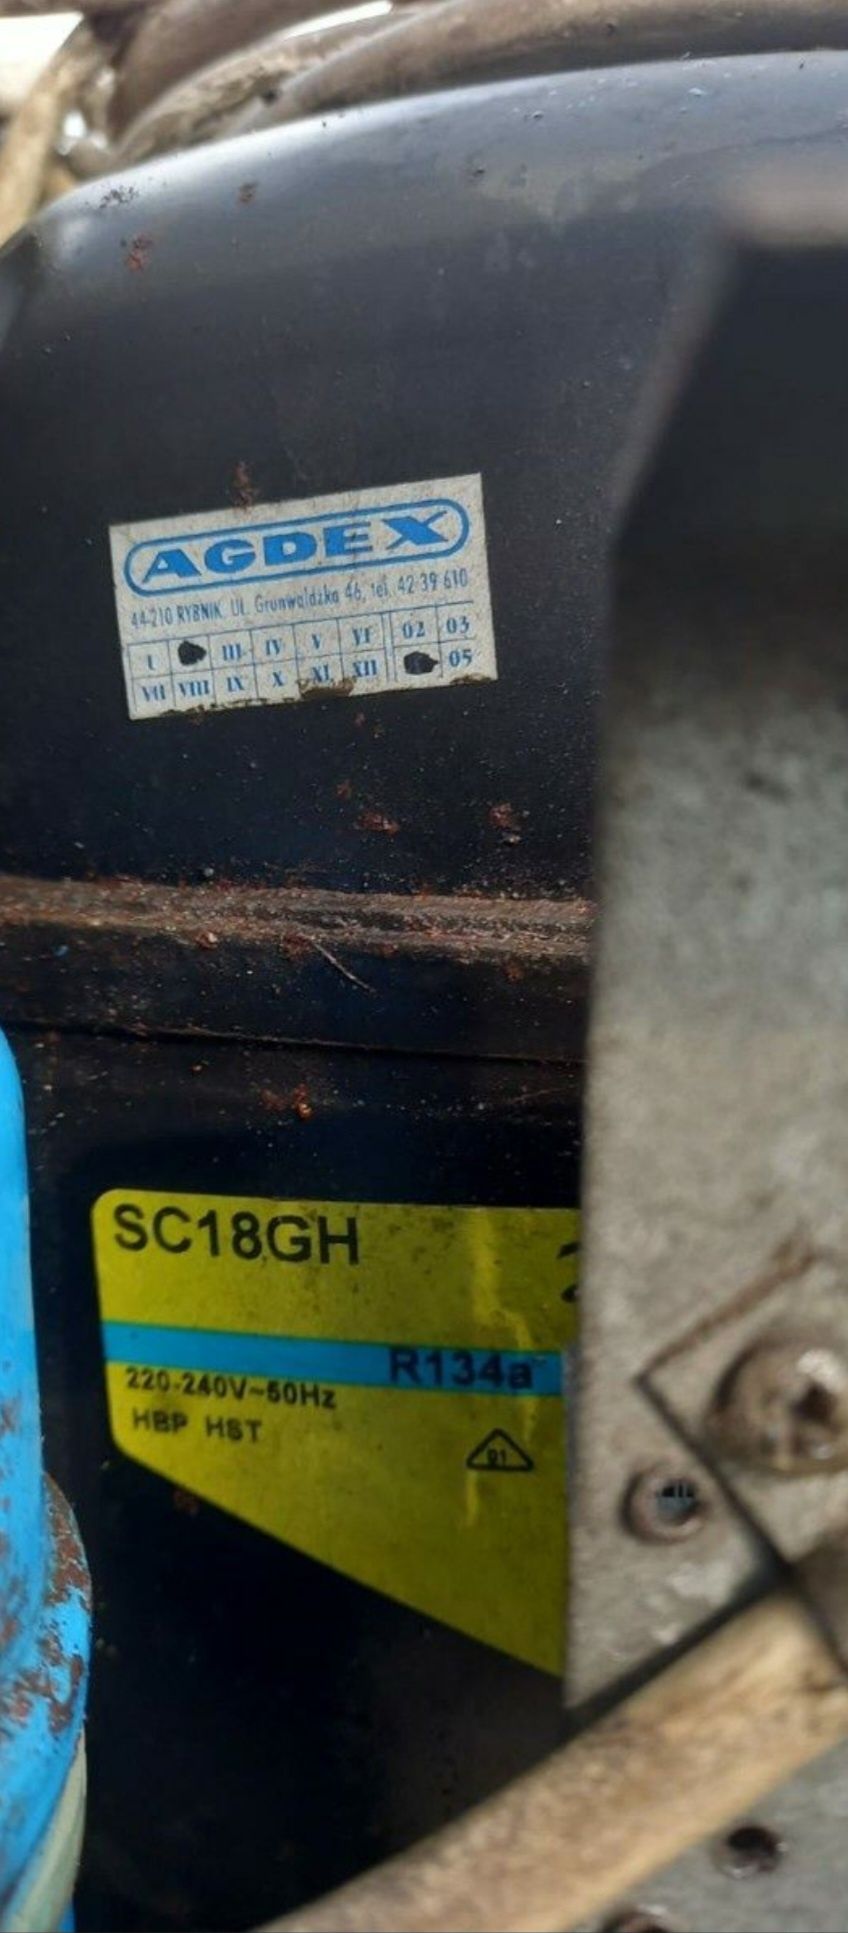 AGDEX
44-210 RYBNIK, UL. Grunwaldzka 46, tel. 42 39 610
I III IV V VI 02 03
VII VIII IX X XI XII 05
SC18GH
R134a
220-240V~50Hz
HBP HST
01